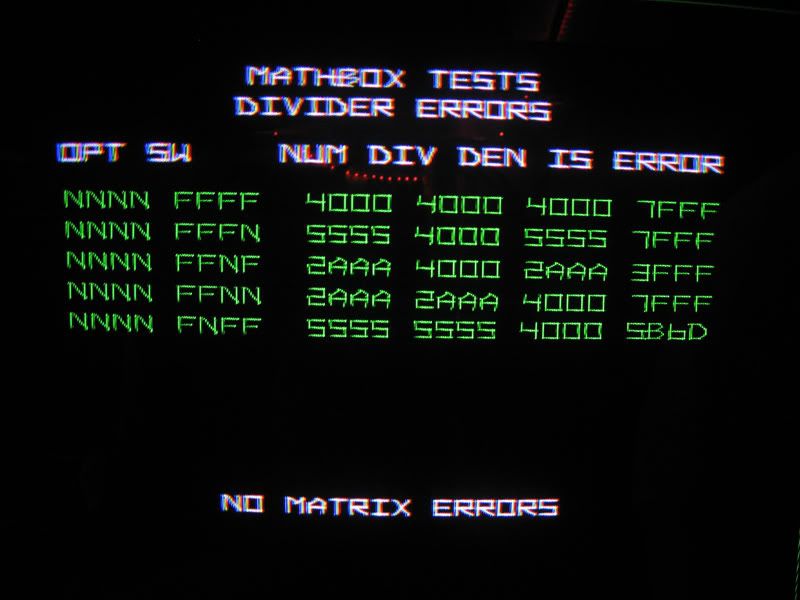 MATHBOX TESTS
DIVIDER ERRORS
OPT SW NUM DIV DEN IS ERROR
NNNN FFFF 4000 4000 4000 7FFF
NNNN FFFN 5555 4000 5555 7FFF
NNNN FFNF 2AAA 4000 2AAA 3FFF
NNNN FFNN 2AAA 2AAA 4000 7FFF
NNNN FNFF 5555 5555 4000 5B6D
NO MATRIX ERRORS